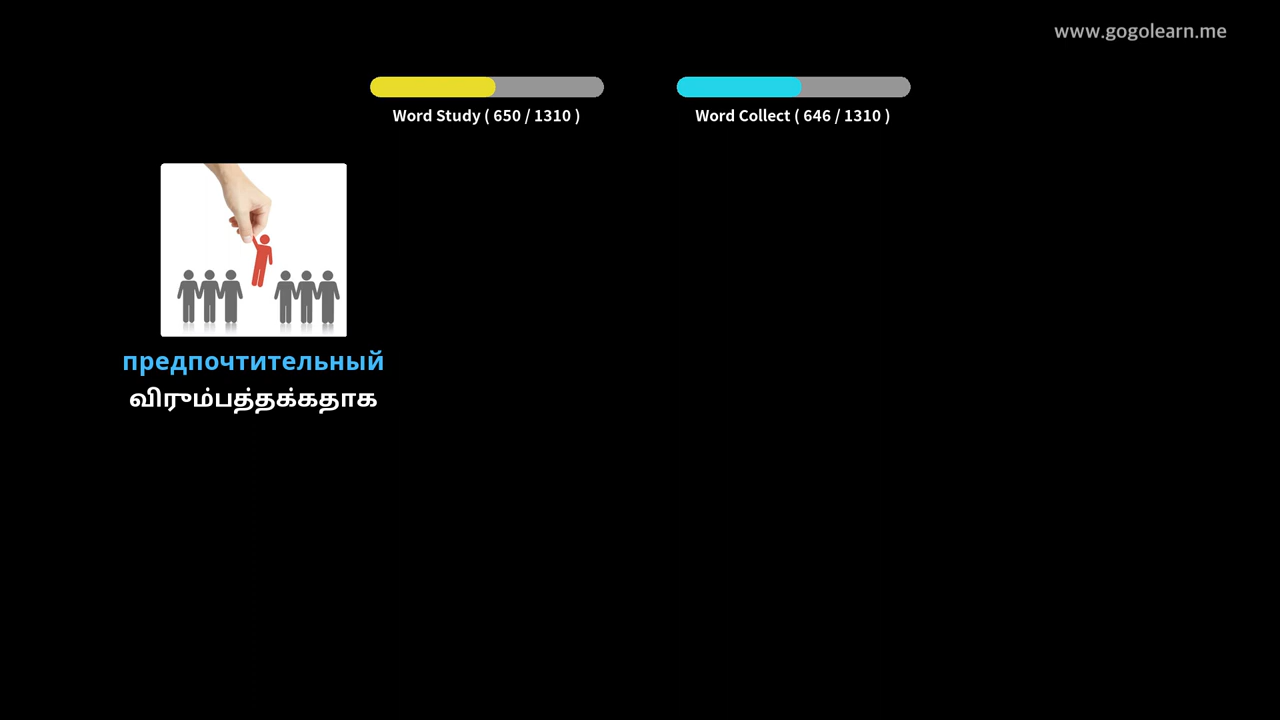 www.gogolearn.me
Word Study ( 650 / 1310 )
Word Collect ( 646 / 1310 )
предпочтительный
விரும்பத்தக்கதாக